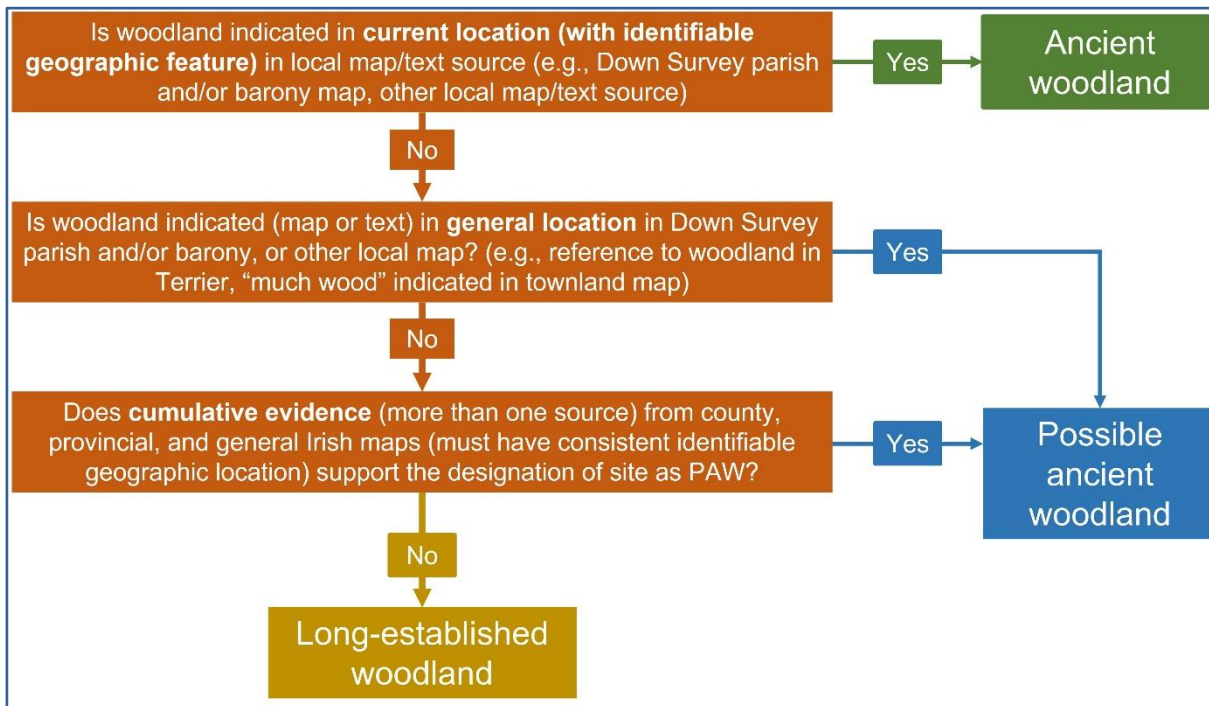 Is woodland indicated in current location (with identifiable
geographic feature) in local map/text source (e.g., Down Survey parish
and/or barony map, other local map/text source)
Yes
Ancient
woodland
No
Is woodland indicated (map or text) in general location in Down Survey
parish and/or barony, or other local map? (e.g., reference to woodland in
Terrier, “much wood” indicated in townland map)
Yes
No
Does cumulative evidence (more than one source) from county,
provincial, and general Irish maps (must have consistent identifiable
geographic location) support the designation of site as PAW?
Yes
Possible
ancient
woodland
No
Long-established
woodland